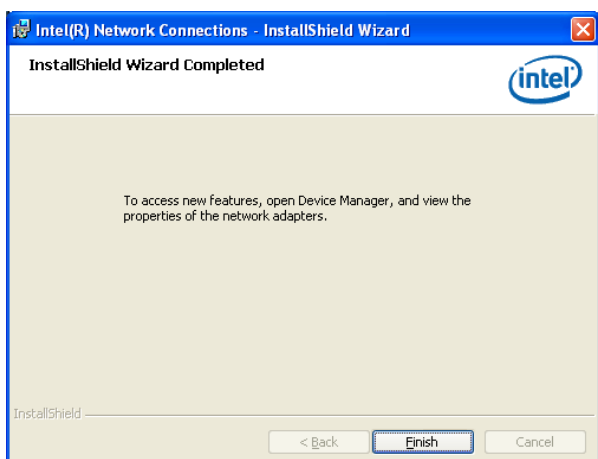 Intel(R) Network Connections - InstallShield Wizard
InstallShield Wizard Completed
intel
To access new features, open Device Manager, and view the
properties of the network adapters.
InstallShield
< Back
Finish
Cancel